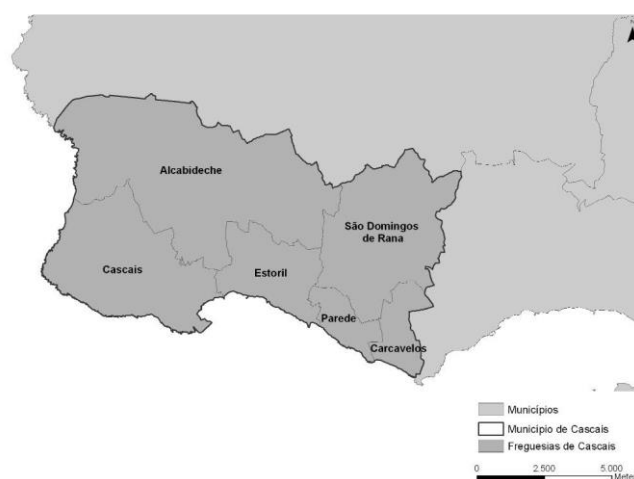 Alcabideche
São Domingos
de Rana
Cascais
Estoril
Parede
Carcavelos
Municípios
Município de Cascais
Freguesias de Cascais
0 2.500 5.000